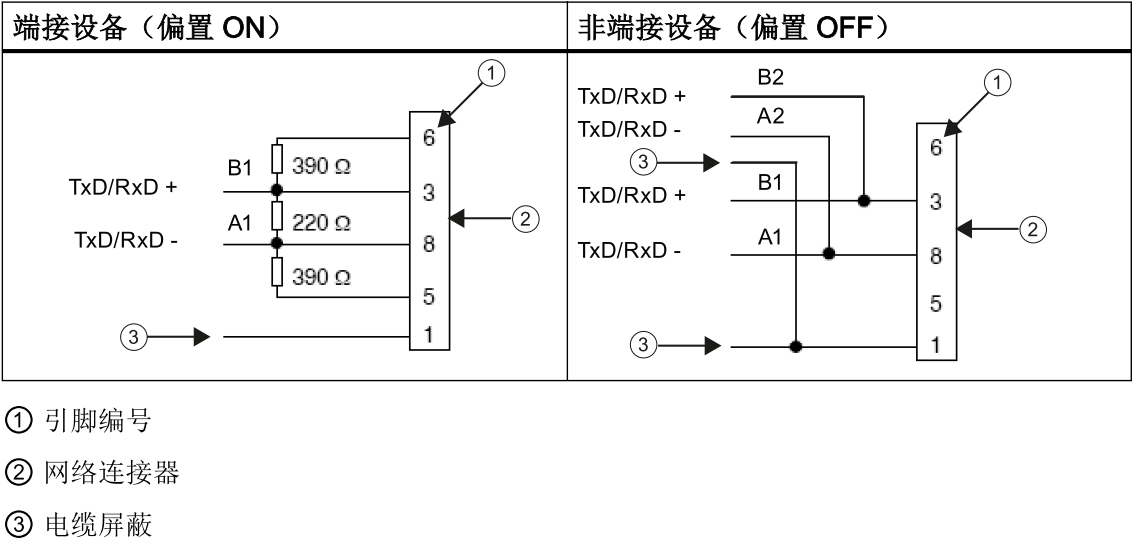 端接设备（偏置 ON）
非端接设备（偏置 OFF）
①
6
390 Ω
B1
TxD/RxD +
3
220 Ω
②
A1
TxD/RxD -
8
390 Ω
5
③
1
B2
TxD/RxD +
①
A2
TxD/RxD -
6
③
B1
TxD/RxD +
3
②
A1
TxD/RxD -
8
5
③
1
① 引脚编号
② 网络连接器
③ 电缆屏蔽